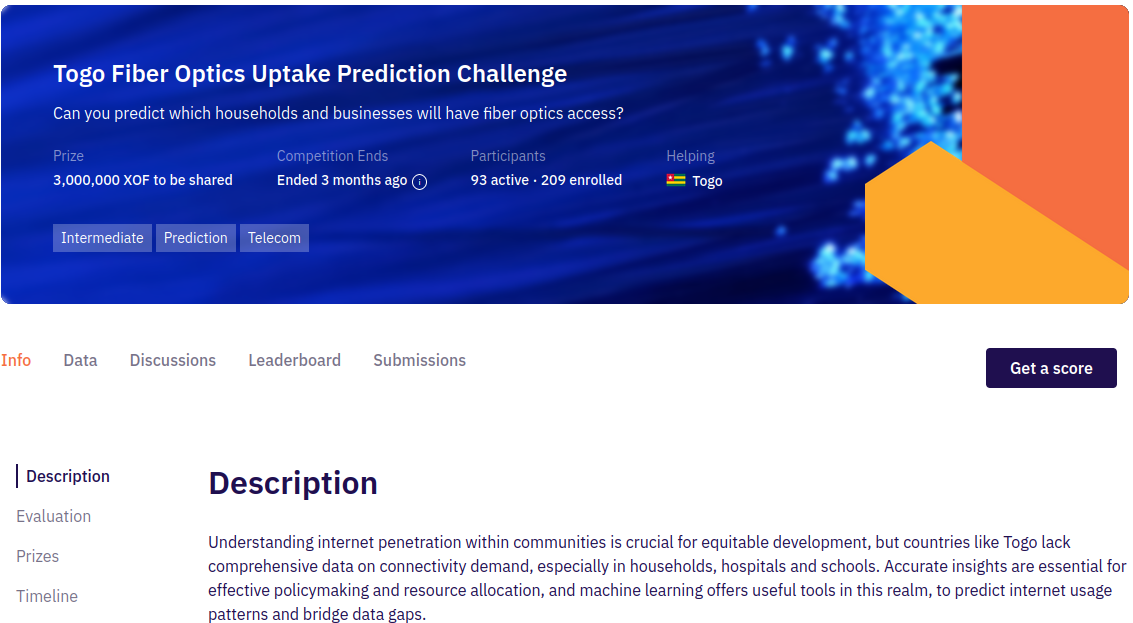 Togo Fiber Optics Uptake Prediction Challenge
Can you predict which households and businesses will have fiber optics access?
Prize
3,000,000 XOF to be shared
Competition Ends
Ended 3 months ago
Participants
93 active · 209 enrolled
Helping
Togo
Intermediate
Prediction
Telecom
Info
Data
Discussions
Leaderboard
Submissions
Get a score
Description
Evaluation
Prizes
Timeline
Description
Understanding internet penetration within communities is crucial for equitable development, but countries like Togo lack
comprehensive data on connectivity demand, especially in households, hospitals and schools. Accurate insights are essential for
effective policymaking and resource allocation, and machine learning offers useful tools in this realm, to predict internet usage
patterns and bridge data gaps.